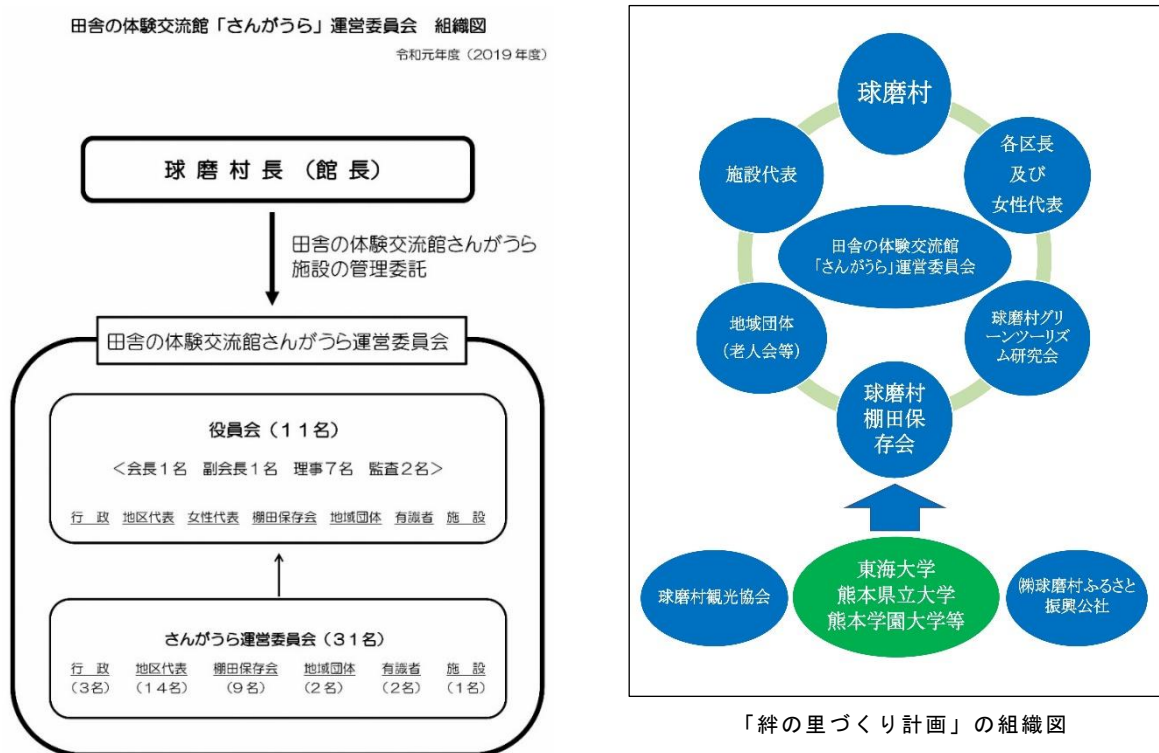 田舎の体験交流館「さんがうら」運営委員会 組織図
令和元年度（2019年度）
球 磨 村 長 （館 長）
田舎の体験交流館さんがうら
施設の管理委託
田舎の体験交流館さんがうら運営委員会
役員会（１１名）
＜会長１名 副会長１名 理事７名 監査２名＞
行 政 地区代表 女性代表 棚田保存会 地域団体 有識者 施 設
さんがうら運営委員会（３１名）
行 政 地区代表 棚田保存会 地域団体 有識者 施 設
（3名） （14名） （9名） （2名） （2名） （1名）
球磨村
各区長
及び
女性代表
施設代表
田舎の体験交流館
「さんがうら」運営委員会
地域団体
(老人会等)
球磨村グリ
ーンツーリズ
ム研究会
球磨村
棚田保
存会
球磨村観光協会
東海大学
熊本県立大学
熊本学園大学等
㈱球磨村ふるさと
振興公社
「絆の里づくり計画」の組織図